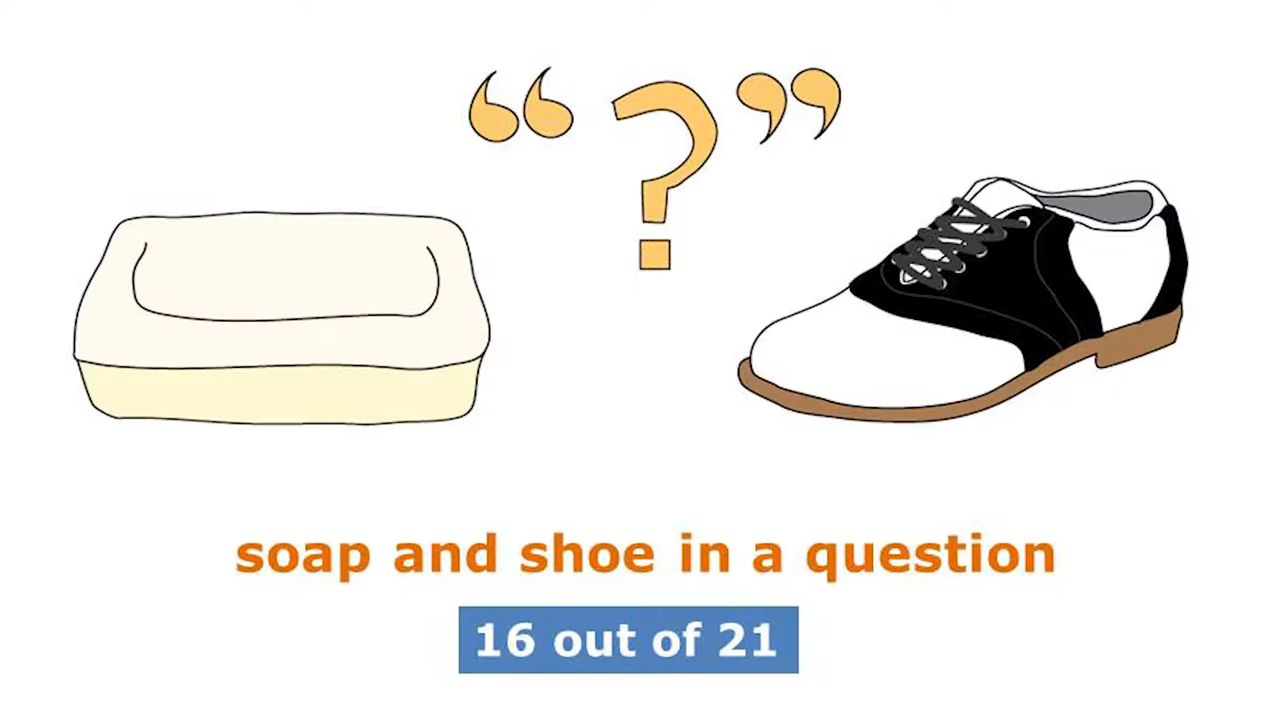 “?”
soap and shoe in a question
16 out of 21